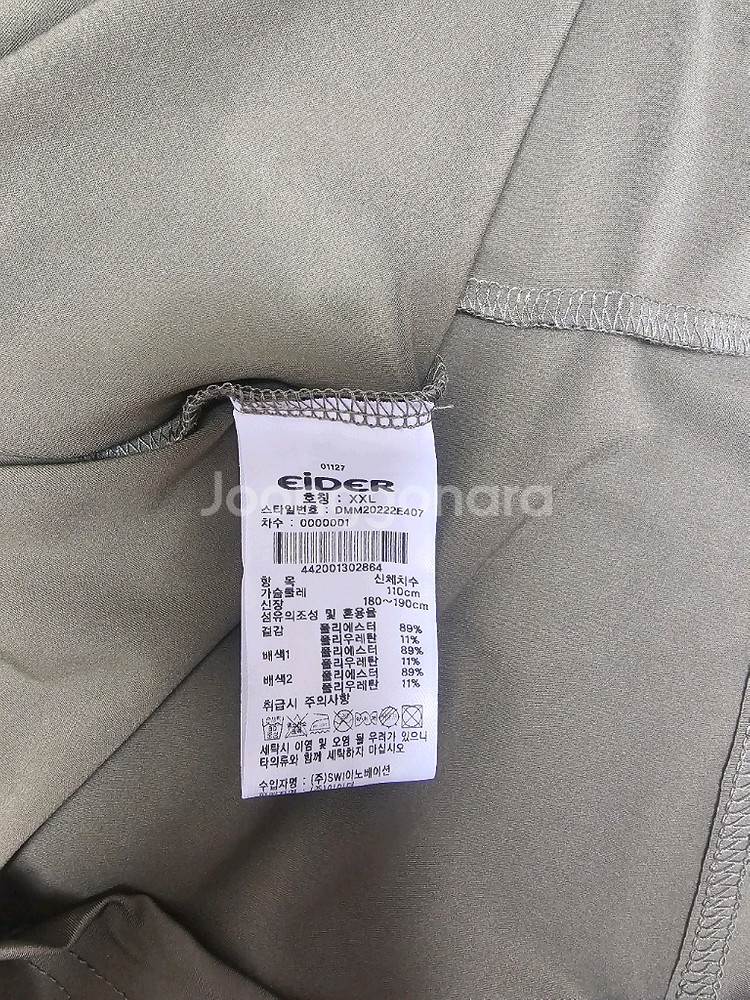 01127
EIDER
호칭 : XXL
스타일번호 : DMM20222E407
차수 : 0000001
442001302864
항 목 신체치수
가슴둘레 110cm
신장 180~190cm
섬유의조성 및 혼용율
겉감 폴리에스터 89%
폴리우레탄 11%
배색1 폴리에스터 89%
폴리우레탄 11%
배색2 폴리에스터 89%
폴리우레탄 11%
취급시 주의사항
세탁시 이염 및 오염 될 우려가 있으니
타의류와 함께 세탁하지 마십시오
수입자명 : (주)SW이노베이션
Joonggonara